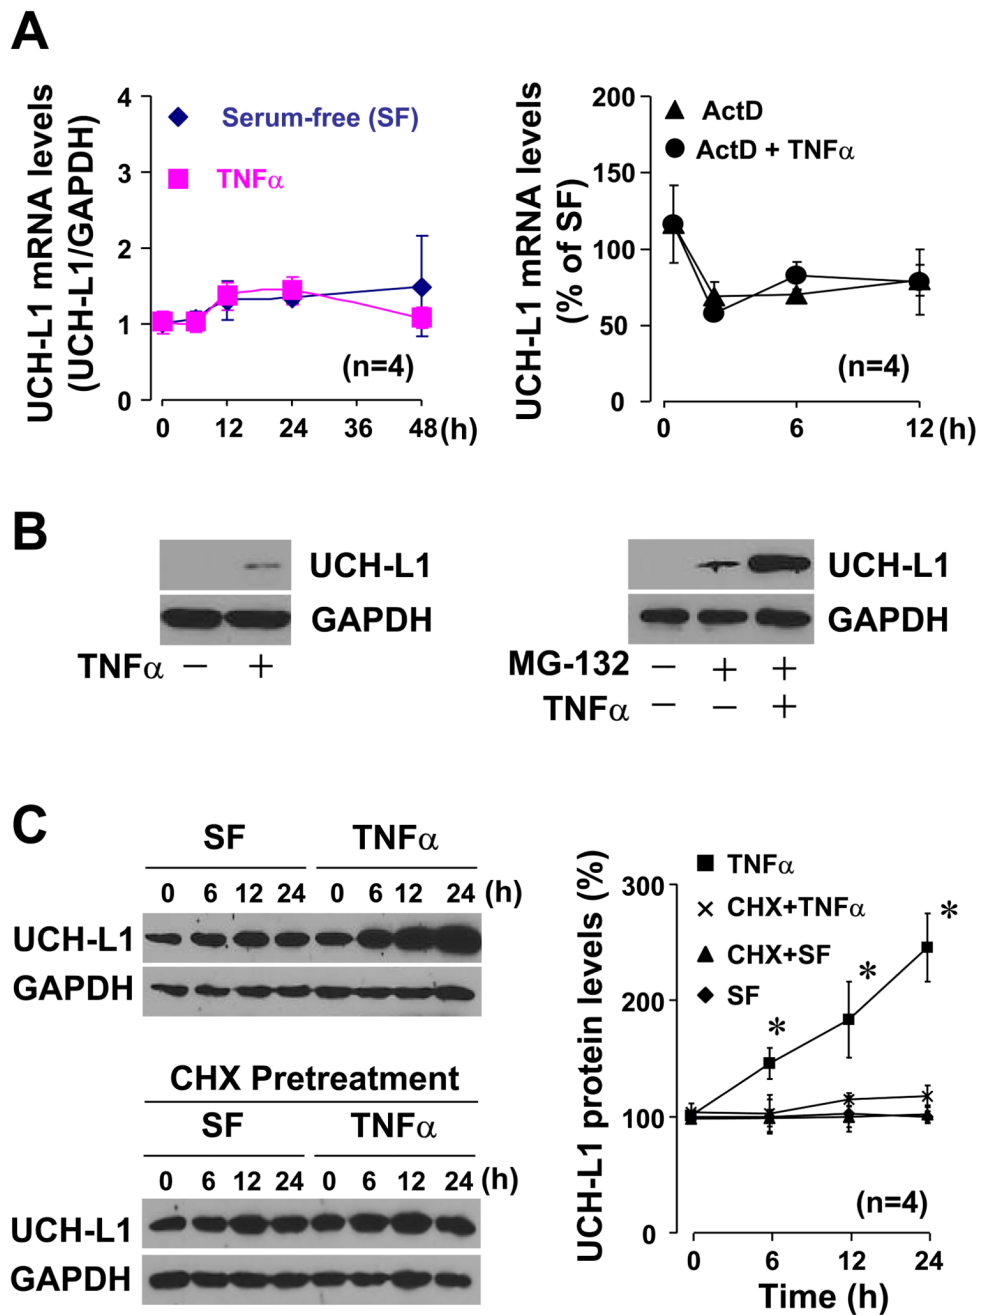 A
UCH-L1 mRNA levels
(UCH-L1/GAPDH)
4
3
2
1
0
Serum-free (SF)
TNFα
(n=4)
0 6 12 24 36 48 (h)
UCH-L1 mRNA levels
(% of SF)
200
150
100
50
0
ActD
ActD + TNFα
(n=4)
0 6 12 (h)
B
UCH-L1
GAPDH
TNFα − +
UCH-L1
GAPDH
MG-132 − + +
TNFα − − +
C
SF TNFα
0 6 12 24 0 6 12 24 (h)
UCH-L1
GAPDH
CHX Pretreatment
SF TNFα
0 6 12 24 0 6 12 24 (h)
UCH-L1
GAPDH
UCH-L1 protein levels (%)
300
200
100
0
TNFα
CHX+TNFα
CHX+SF
SF
* * *
(n=4)
0 6 12 24
Time (h)